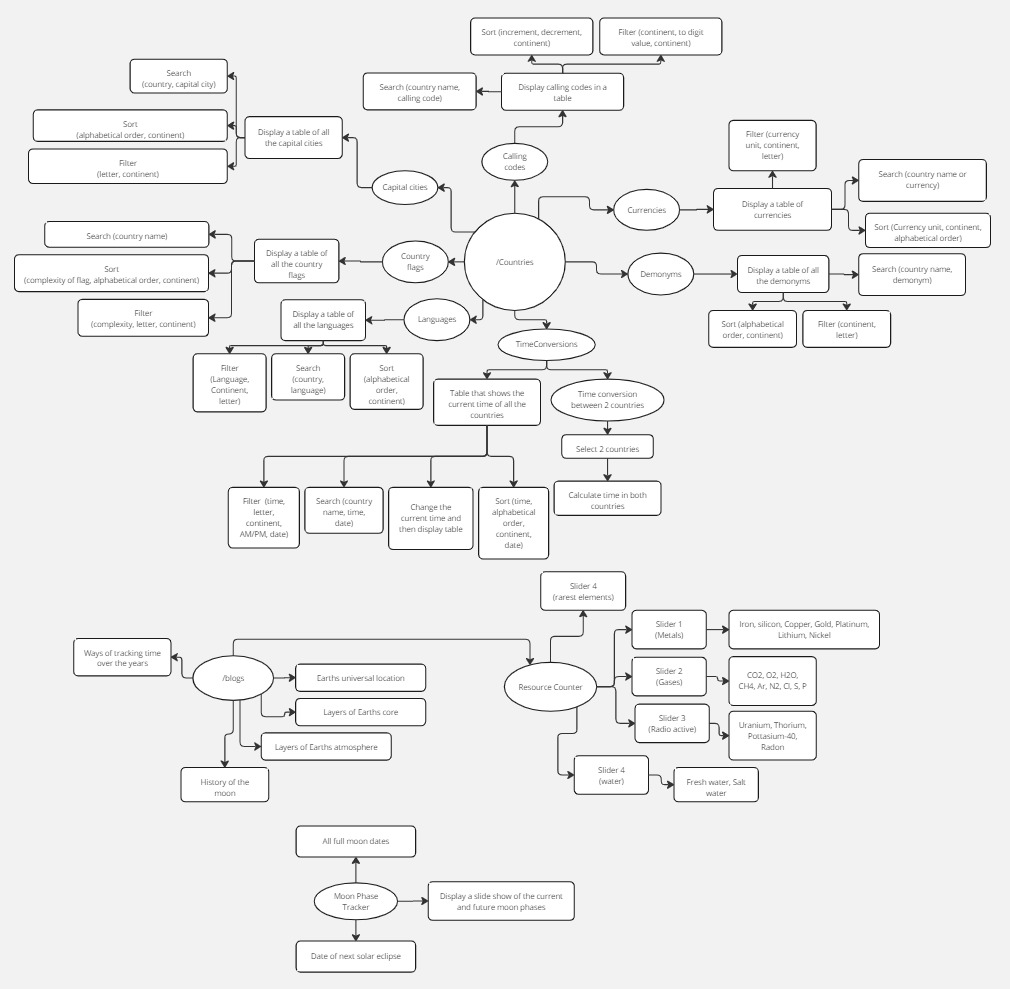 Sort (increment, decrement,
continent)
Filter (continent, to digit
value, continent)
Search
(country, capital city)
Search (country name,
calling code)
Display calling codes in a
table
Sort
(alphabetical order, continent)
Display a table of all
the capital cities
Filter
(letter, continent)
Calling
codes
Capital cities
Filter (currency
unit, continent,
letter)
Search (country name or
currency)
Currencies
Display a table of
currencies
Sort (Currency unit, continent,
alphabetical order)
Search (country name)
Display a table of
all the country
flags
Country
flags
/Countries
Demonyms
Display a table of all
the demonyms
Search (country name,
demonym)
Sort
(complexity of flag, alphabetical order, continent)
Filter
(complexity, letter, continent)
Display a table of
all the languages
Languages
Sort (alphabetical
order, continent)
Filter (continent,
letter)
TimeConversions
Filter
(Language,
Continent,
letter)
Search
(country,
language)
Sort
(alphabetical
order,
continent)
Table that shows the
current time of all the
countries
Time conversion
between 2 countries
Select 2 countries
Filter (time,
letter,
continent,
AM/PM, date)
Search (country
name, time,
date)
Change the
current time and
then display table
Sort (time,
alphabetical
order,
continent,
date)
Calculate time in both
countries
Slider 4
(rarest elements)
Slider 1
(Metals)
Iron, silicon, Copper, Gold, Platinum,
Lithium, Nickel
Ways of tracking time
over the years
/blogs
Earths universal location
Resource Counter
Slider 2
(Gases)
CO2, O2, H2O,
CH4, Ar, N2, Cl, S, P
Layers of Earths core
Slider 3
(Radio active)
Uranium, Thorium,
Pottasium-40,
Radon
Layers of Earths atmosphere
History of the
moon
Slider 4
(water)
Fresh water, Salt
water
All full moon dates
Moon Phase
Tracker
Display a slide show of the current
and future moon phases
Date of next solar eclipse